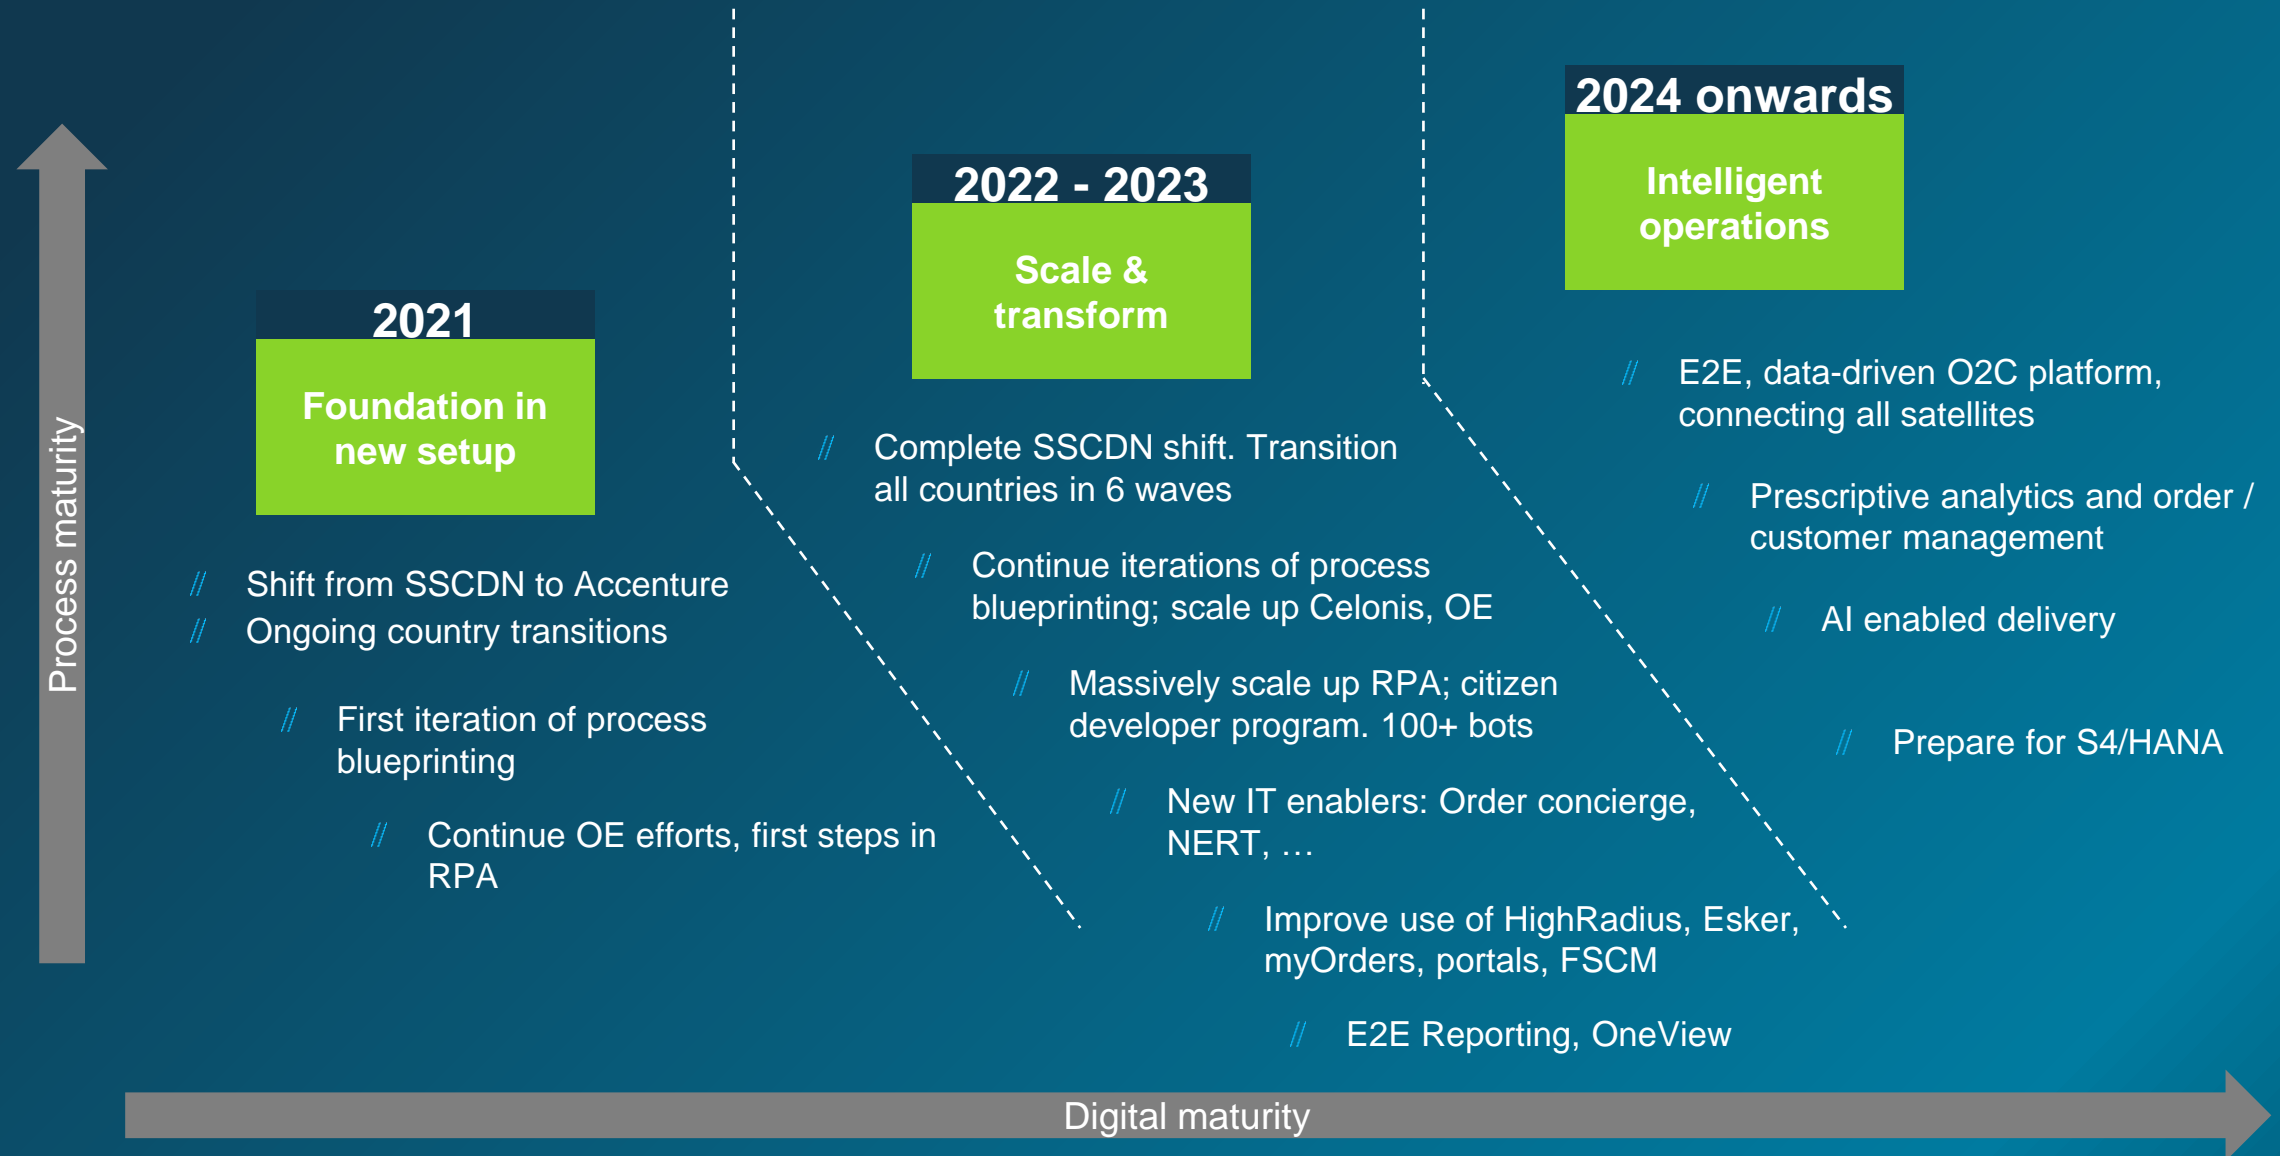 Process maturity
2021
Foundation in
new setup
// Shift from SSCDN to Accenture
// Ongoing country transitions
// First iteration of process
blueprinting
// Continue OE efforts, first steps in
RPA
2022 - 2023
Scale &
transform
// Complete SSCDN shift. Transition
all countries in 6 waves
// Continue iterations of process
blueprinting; scale up Celonis, OE
// Massively scale up RPA; citizen
developer program. 100+ bots
// New IT enablers: Order concierge,
NERT, …
// Improve use of HighRadius, Esker,
myOrders, portals, FSCM
// E2E Reporting, OneView
2024 onwards
Intelligent
operations
// E2E, data-driven O2C platform,
connecting all satellites
// Prescriptive analytics and order /
customer management
// AI enabled delivery
// Prepare for S4/HANA
Digital maturity